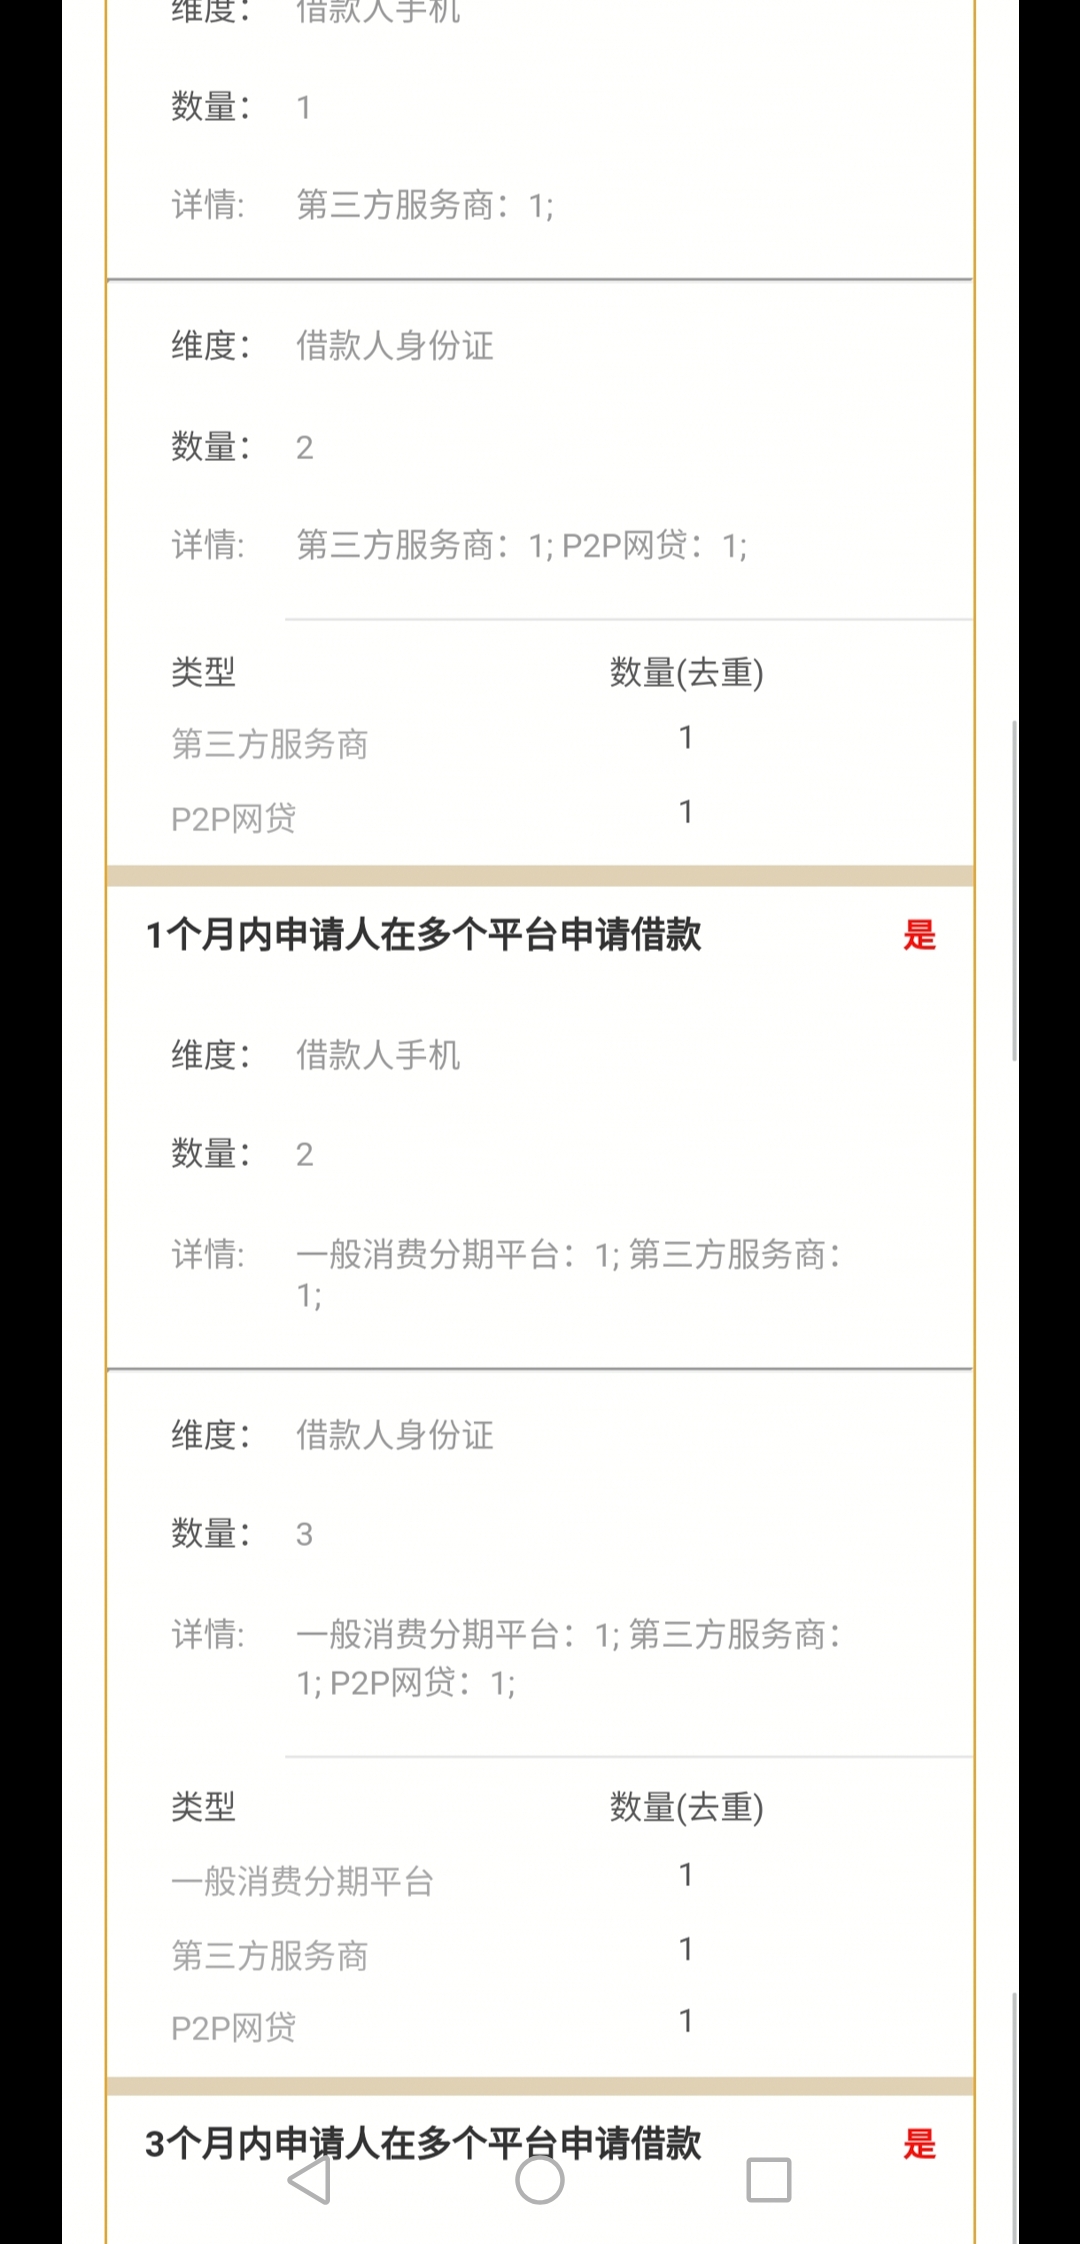 维度： 借款人手机
数量： 1
详情: 第三方服务商：1;
维度： 借款人身份证
数量： 2
详情: 第三方服务商：1; P2P网贷：1;
类型 数量(去重)
第三方服务商 1
P2P网贷 1
1个月内申请人在多个平台申请借款 是
维度： 借款人手机
数量： 2
详情: 一般消费分期平台：1; 第三方服务商：
1;
维度： 借款人身份证
数量： 3
详情: 一般消费分期平台：1; 第三方服务商：
1; P2P网贷：1;
类型 数量(去重)
一般消费分期平台 1
第三方服务商 1
P2P网贷 1
3个月内申请人在多个平台申请借款 是